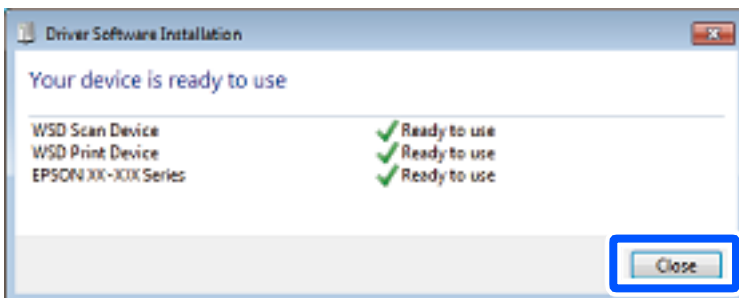 Driver Software Installation
Your device is ready to use
WSD Scan Device Ready to use
WSD Print Device Ready to use
EPSON XX-XXX Series Ready to use
Close